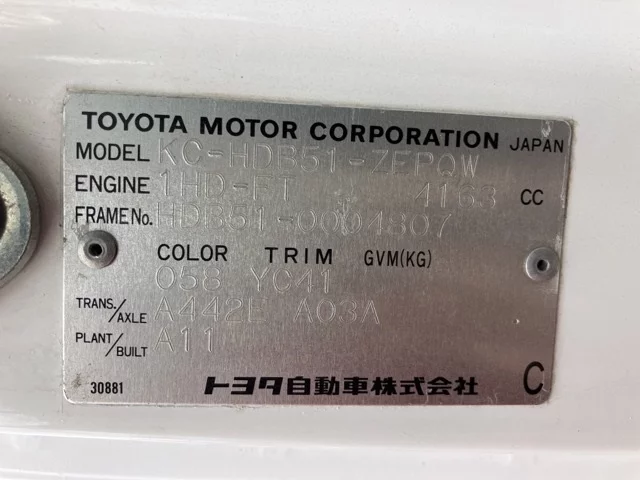 TOYOTA MOTOR CORPORATION JAPAN
MODEL KC-HDB51-ZEPQW
ENGINE 1HD-FT 4163 CC
FRAME No. HDB51-0004807
COLOR TRIM GVM(KG)
058 YC41
TRANS./AXLE A442E A03A
PLANT/BUILT A11
30881 トヨタ自動車株式会社 C